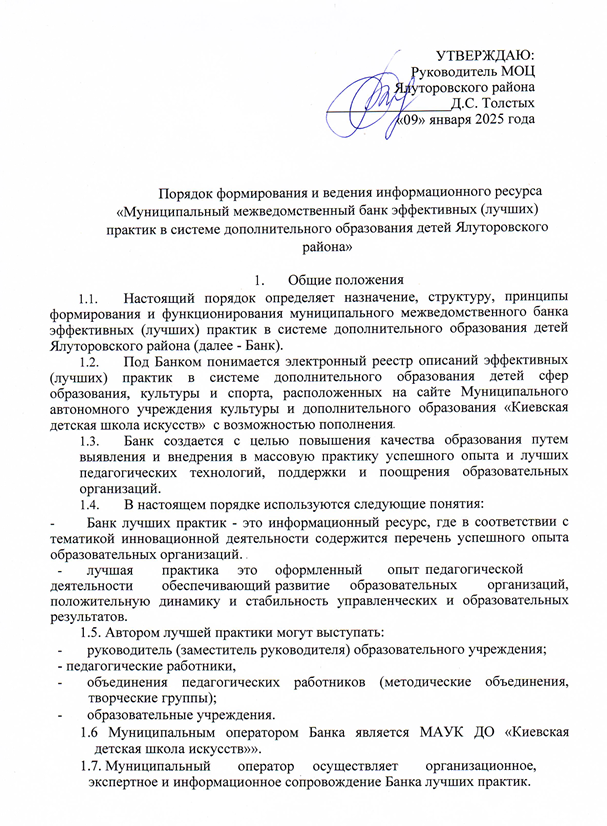 УТВЕРЖДАЮ:
Руководитель МОЦ
Ялуторовского района
________________Д.С. Толстых
«09» января 2025 года
Порядок формирования и ведения информационного ресурса
«Муниципальный межведомственный банк эффективных (лучших)
практик в системе дополнительного образования детей Ялуторовского
района»
1. Общие положения
1.1. Настоящий порядок определяет назначение, структуру, принципы
формирования и функционирования муниципального межведомственного банка
эффективных (лучших) практик в системе дополнительного образования детей
Ялуторовского района (далее - Банк).
1.2. Под Банком понимается электронный реестр описаний эффективных
(лучших) практик в системе дополнительного образования детей сфер
образования, культуры и спорта, расположенных на сайте Муниципального
автономного учреждения культуры и дополнительного образования «Киевская
детская школа искусств» с возможностью пополнения.
1.3. Банк создается с целью повышения качества образования путем
выявления и внедрения в массовую практику успешного опыта и лучших
педагогических технологий, поддержки и поощрения образовательных
организаций.
1.4. В настоящем порядке используются следующие понятия:
- Банк лучших практик - это информационный ресурс, где в соответствии с
тематикой инновационной деятельности содержится перечень успешного опыта
образовательных организаций. .
- лучшая практика это оформленный опыт педагогической
деятельности обеспечивающий развитие образовательных организаций,
положительную динамику и стабильность управленческих и образовательных
результатов.
1.5. Автором лучшей практики могут выступать:
- руководитель (заместитель руководителя) образовательного учреждения;
- педагогические работники,
- объединения педагогических работников (методические объединения,
творческие группы);
- образовательные учреждения.
1.6 Муниципальным оператором Банка является МАУК ДО «Киевская
детская школа искусств»».
1.7. Муниципальный оператор осуществляет организационное,
экспертное и информационное сопровождение Банка лучших практик.